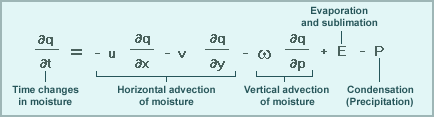 Evaporation
and sublimation
∂q/∂t = - u ∂q/∂x - v ∂q/∂y - ω ∂q/∂p + E - P
Time changes
in moisture
Horizontal advection
of moisture
Vertical advection
of moisture
Condensation
(Precipitation)